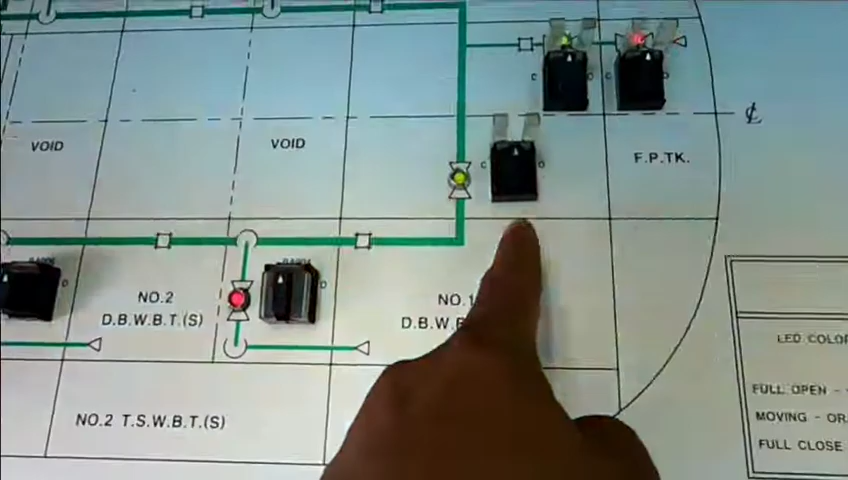 VOID
VOID
F.P.TK.
NO.2
D.B.W.B.T.(S)
NO.1
D.B.W
NO.2 T.S.W.B.T.(S)
LED COLO
FULL OPEN -
MOVING - OR
FULL CLOSE